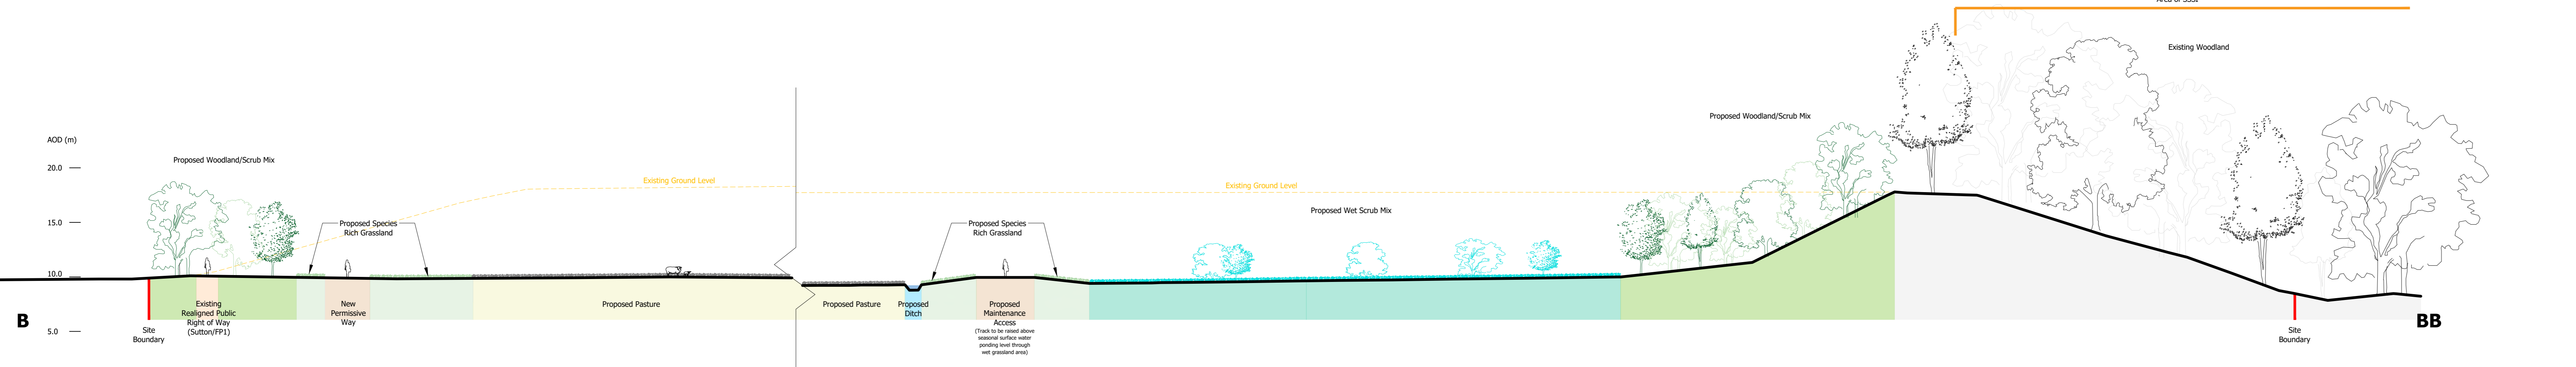 Area of SSSI
Existing Woodland
Proposed Woodland/Scrub Mix
AOD (m)
Proposed Woodland/Scrub Mix
20.0
Existing Ground Level
Existing Ground Level
Proposed Wet Scrub Mix
15.0
Proposed Species
Rich Grassland
Proposed Species
Rich Grassland
10.0
Existing
Realigned Public
Right of Way
(Sutton/FP1)
New
Permissive
Way
Proposed Pasture
Proposed Pasture
Proposed
Ditch
Proposed
Maintenance
Access
(Track to be raised above
seasonal surface water
ponding level through
wet grassland area)
B
5.0
Site
Boundary
Site
Boundary
BB